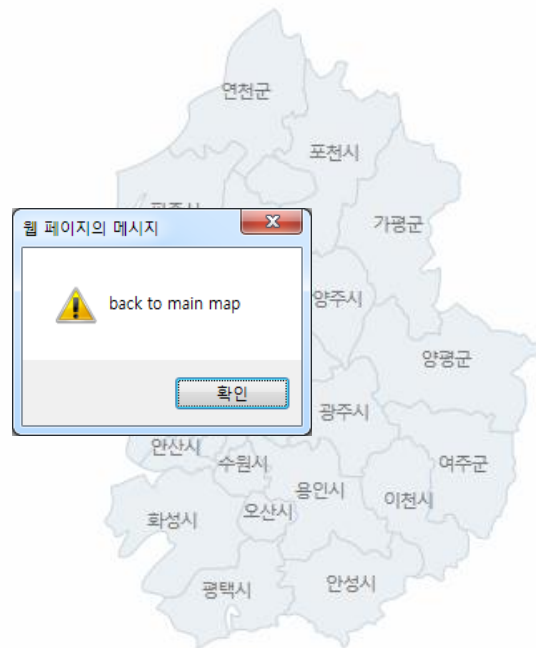 연천군
포천시
가평군
웹 페이지의 메시지
back to main map
양주시
양평군
확인
광주시
안산시
수원시
여주군
용인시
이천시
화성시
오산시
평택시
안성시